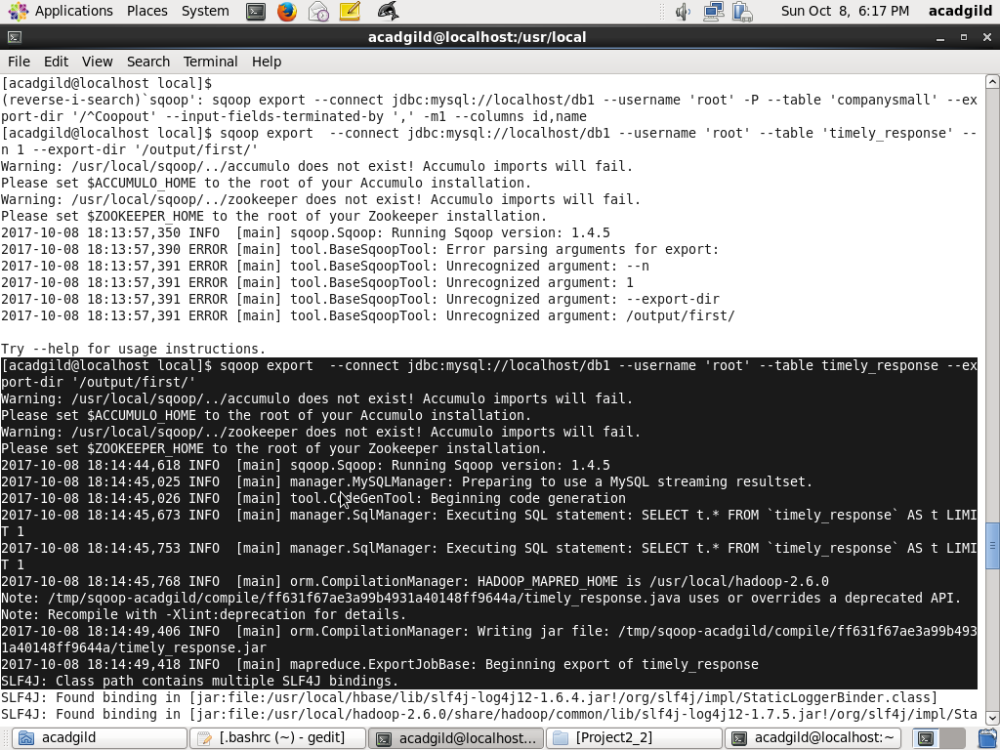 Applications Places System Sun Oct 8, 6:17 PM acadgild
acadgild@localhost:/usr/local
File Edit View Search Terminal Help
[acadgild@localhost local]$
(reverse-i-search)`sqoop': sqoop export --connect jdbc:mysql://localhost/db1 --username 'root' -P --table 'companysmall' --ex
port-dir '/^Coopout' --input-fields-terminated-by ',' -m1 --columns id,name
[acadgild@localhost local]$ sqoop export  --connect jdbc:mysql://localhost/db1 --username 'root' --table 'timely_response' --
n 1 --export-dir '/output/first/'
Warning: /usr/local/sqoop/../accumulo does not exist! Accumulo imports will fail.
Please set $ACCUMULO_HOME to the root of your Accumulo installation.
Warning: /usr/local/sqoop/../zookeeper does not exist! Accumulo imports will fail.
Please set $ZOOKEEPER_HOME to the root of your Zookeeper installation.
2017-10-08 18:13:57,350 INFO  [main] sqoop.Sqoop: Running Sqoop version: 1.4.5
2017-10-08 18:13:57,390 ERROR [main] tool.BaseSqoopTool: Error parsing arguments for export:
2017-10-08 18:13:57,391 ERROR [main] tool.BaseSqoopTool: Unrecognized argument: --n
2017-10-08 18:13:57,391 ERROR [main] tool.BaseSqoopTool: Unrecognized argument: 1
2017-10-08 18:13:57,391 ERROR [main] tool.BaseSqoopTool: Unrecognized argument: --export-dir
2017-10-08 18:13:57,391 ERROR [main] tool.BaseSqoopTool: Unrecognized argument: /output/first/
Try --help for usage instructions.
[acadgild@localhost local]$ sqoop export  --connect jdbc:mysql://localhost/db1 --username 'root' --table timely_response --ex
port-dir '/output/first/'
Warning: /usr/local/sqoop/../accumulo does not exist! Accumulo imports will fail.
Please set $ACCUMULO_HOME to the root of your Accumulo installation.
Warning: /usr/local/sqoop/../zookeeper does not exist! Accumulo imports will fail.
Please set $ZOOKEEPER_HOME to the root of your Zookeeper installation.
2017-10-08 18:14:44,618 INFO  [main] sqoop.Sqoop: Running Sqoop version: 1.4.5
2017-10-08 18:14:45,025 INFO  [main] manager.MySQLManager: Preparing to use a MySQL streaming resultset.
2017-10-08 18:14:45,026 INFO  [main] tool.CodeGenTool: Beginning code generation
2017-10-08 18:14:45,673 INFO  [main] manager.SqlManager: Executing SQL statement: SELECT t.* FROM `timely_response` AS t LIMI
T 1
2017-10-08 18:14:45,753 INFO  [main] manager.SqlManager: Executing SQL statement: SELECT t.* FROM `timely_response` AS t LIMI
T 1
2017-10-08 18:14:45,768 INFO  [main] orm.CompilationManager: HADOOP_MAPRED_HOME is /usr/local/hadoop-2.6.0
Note: /tmp/sqoop-acadgild/compile/ff631f67ae3a99b4931a40148ff9644a/timely_response.java uses or overrides a deprecated API.
Note: Recompile with -Xlint:deprecation for details.
2017-10-08 18:14:49,406 INFO  [main] orm.CompilationManager: Writing jar file: /tmp/sqoop-acadgild/compile/ff631f67ae3a99b493
1a40148ff9644a/timely_response.jar
2017-10-08 18:14:49,418 INFO  [main] mapreduce.ExportJobBase: Beginning export of timely_response
SLF4J: Class path contains multiple SLF4J bindings.
SLF4J: Found binding in [jar:file:/usr/local/hbase/lib/slf4j-log4j12-1.6.4.jar!/org/slf4j/impl/StaticLoggerBinder.class]
SLF4J: Found binding in [jar:file:/usr/local/hadoop-2.6.0/share/hadoop/common/lib/slf4j-log4j12-1.7.5.jar!/org/slf4j/impl/Sta
acadgild [.bashrc (~) - gedit] acadgild@localhost... [Project2_2] acadgild@localhost:~